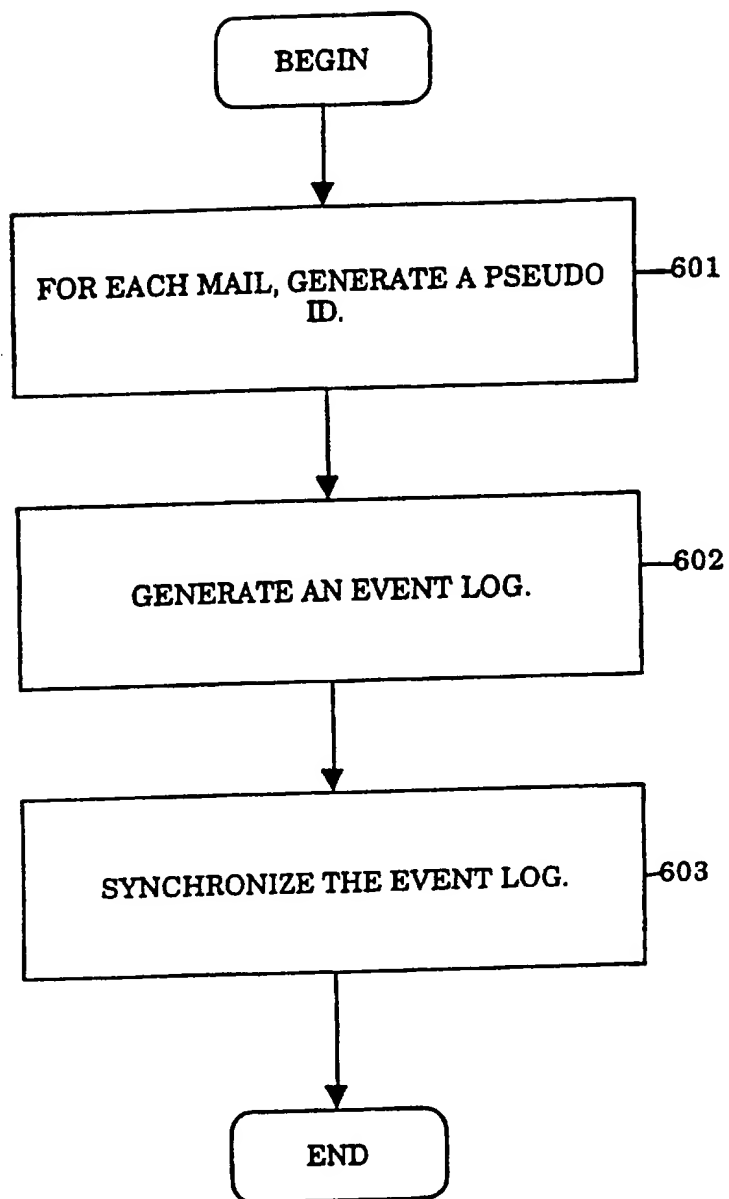 BEGIN
FOR EACH MAIL, GENERATE A PSEUDO
ID.
601
GENERATE AN EVENT LOG.
602
SYNCHRONIZE THE EVENT LOG.
603
END